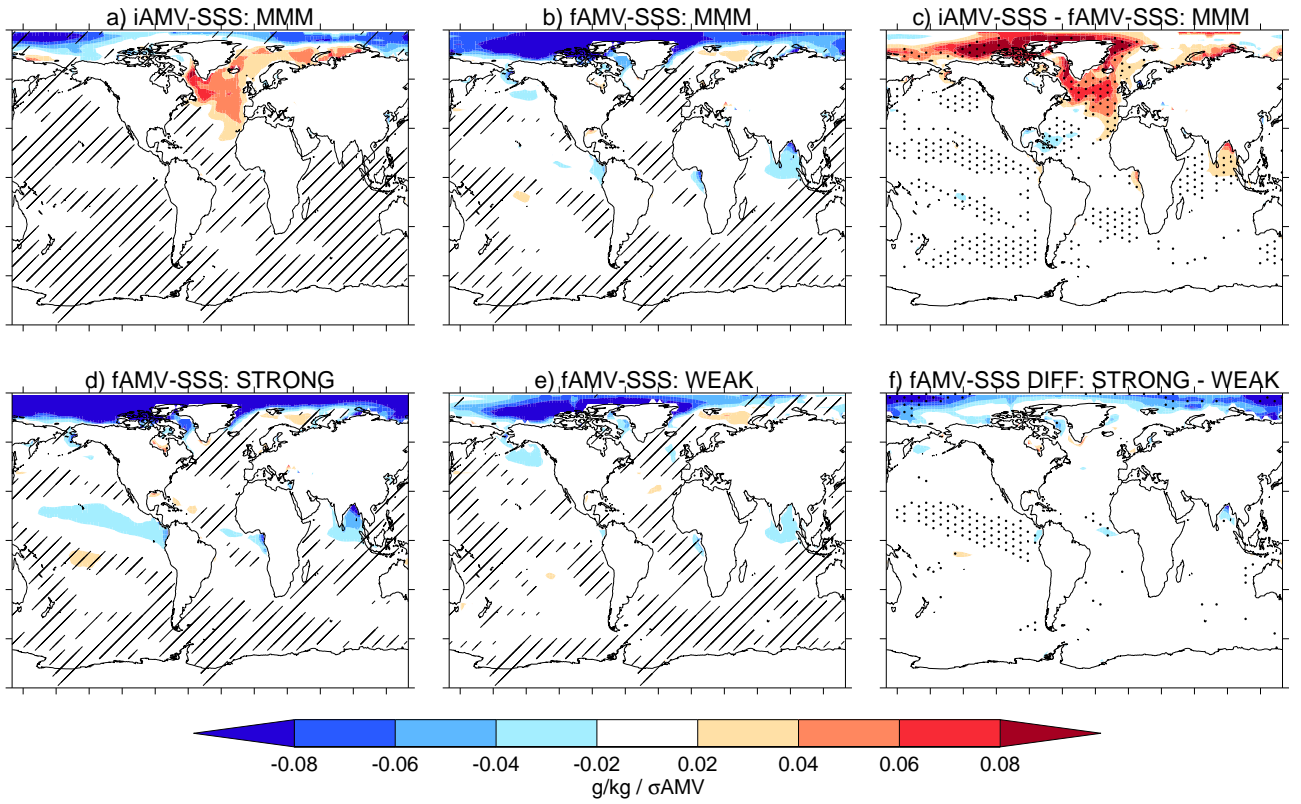 a) iAMV-SSS: MMM
b) fAMV-SSS: MMM
c) iAMV-SSS - fAMV-SSS: MMM
d) fAMV-SSS: STRONG
e) fAMV-SSS: WEAK
f) fAMV-SSS DIFF: STRONG - WEAK
-0.08 -0.06 -0.04 -0.02 0.02 0.04 0.06 0.08
g/kg / σAMV